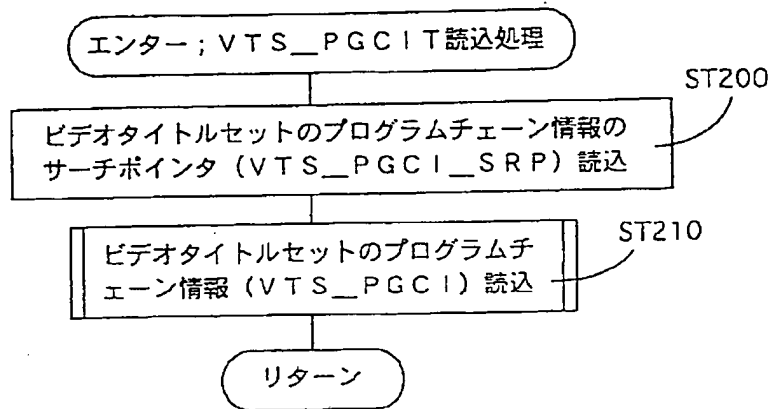 エンター；ＶＴＳ＿ＰＧＣＩＴ読込処理
ST200
ビデオタイトルセットのプログラムチェーン情報の
サーチポインタ（ＶＴＳ＿ＰＧＣＩ＿ＳＲＰ）読込
ST210
ビデオタイトルセットのプログラムチ
ェーン情報（ＶＴＳ＿ＰＧＣＩ）読込
リターン